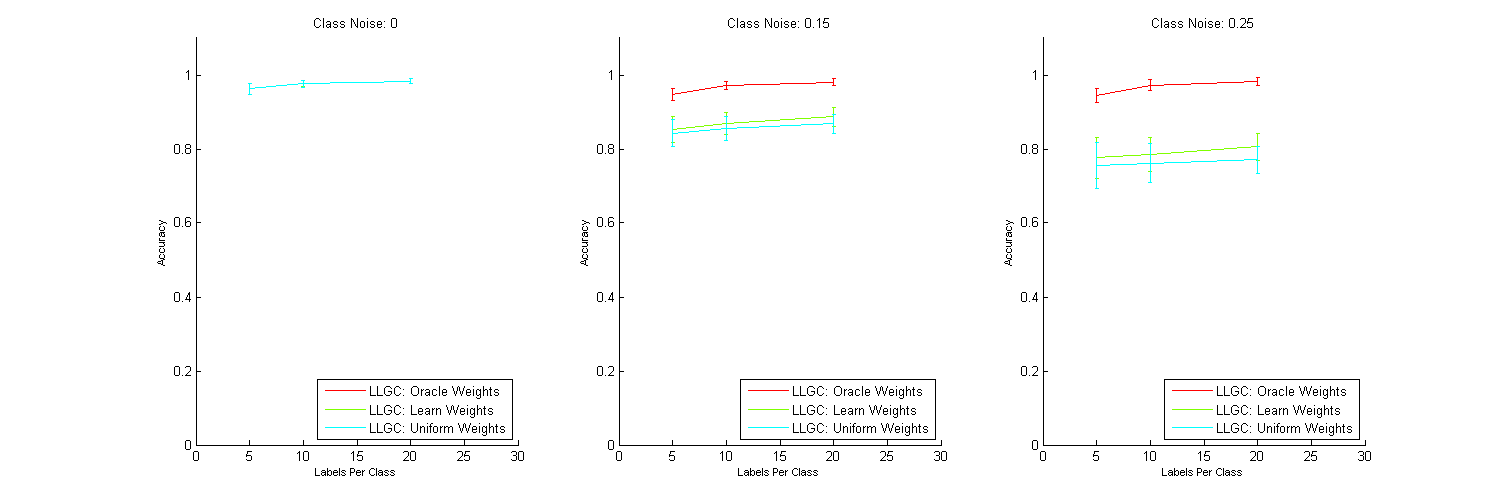 Class Noise: 0
Accuracy
1
0.8
0.6
0.4
0.2
0
0 5 10 15 20 25 30
Labels Per Class
LLGC: Oracle Weights
LLGC: Learn Weights
LLGC: Uniform Weights
Class Noise: 0.15
Accuracy
1
0.8
0.6
0.4
0.2
0
0 5 10 15 20 25 30
Labels Per Class
LLGC: Oracle Weights
LLGC: Learn Weights
LLGC: Uniform Weights
Class Noise: 0.25
Accuracy
1
0.8
0.6
0.4
0.2
0
0 5 10 15 20 25 30
Labels Per Class
LLGC: Oracle Weights
LLGC: Learn Weights
LLGC: Uniform Weights